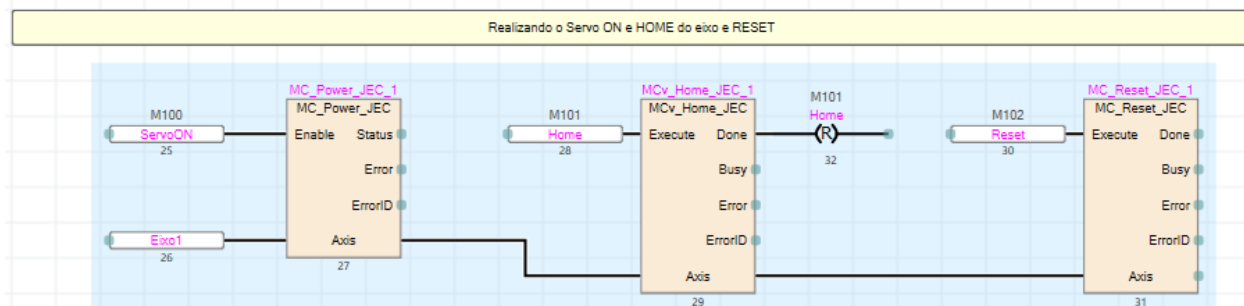 Realizando o Servo ON e HOME do eixo e RESET
MC_Power_JEC_1
MC_Power_JEC
M100
ServoON
25
Enable Status
Error
ErrorID
Eixo1
26
Axis
27
MCv_Home_JEC_1
MCv_Home_JEC
M101
Home
28
Execute Done
Busy
Error
ErrorID
Axis
29
M101
Home
R
32
MC_Reset_JEC_1
MC_Reset_JEC
M102
Reset
30
Execute Done
Busy
Error
ErrorID
Axis
31